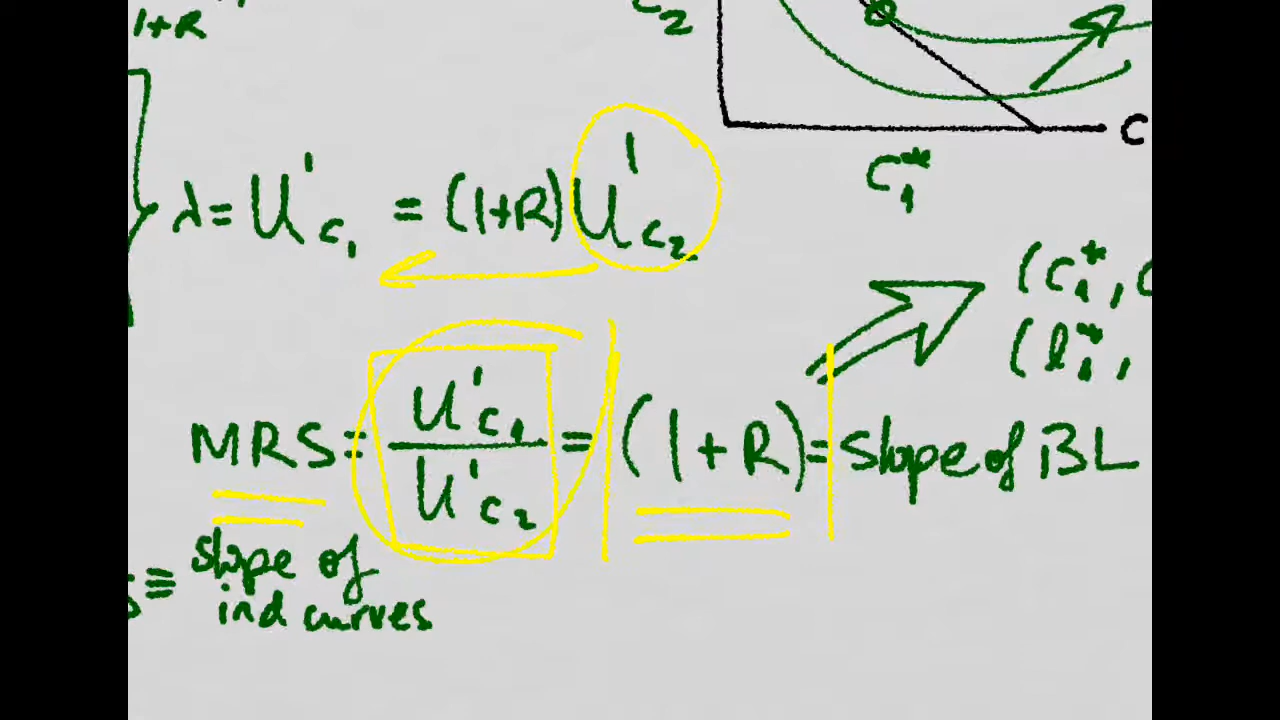 1+R
C₂
C
C₁*
λ = U'c₁ = (1+R) U'c₂
(C₁*, C
(l₁*,
MRS = U'c₁ / U'c₂ = (1+R) = slope of BL
≡ slope of
ind curves